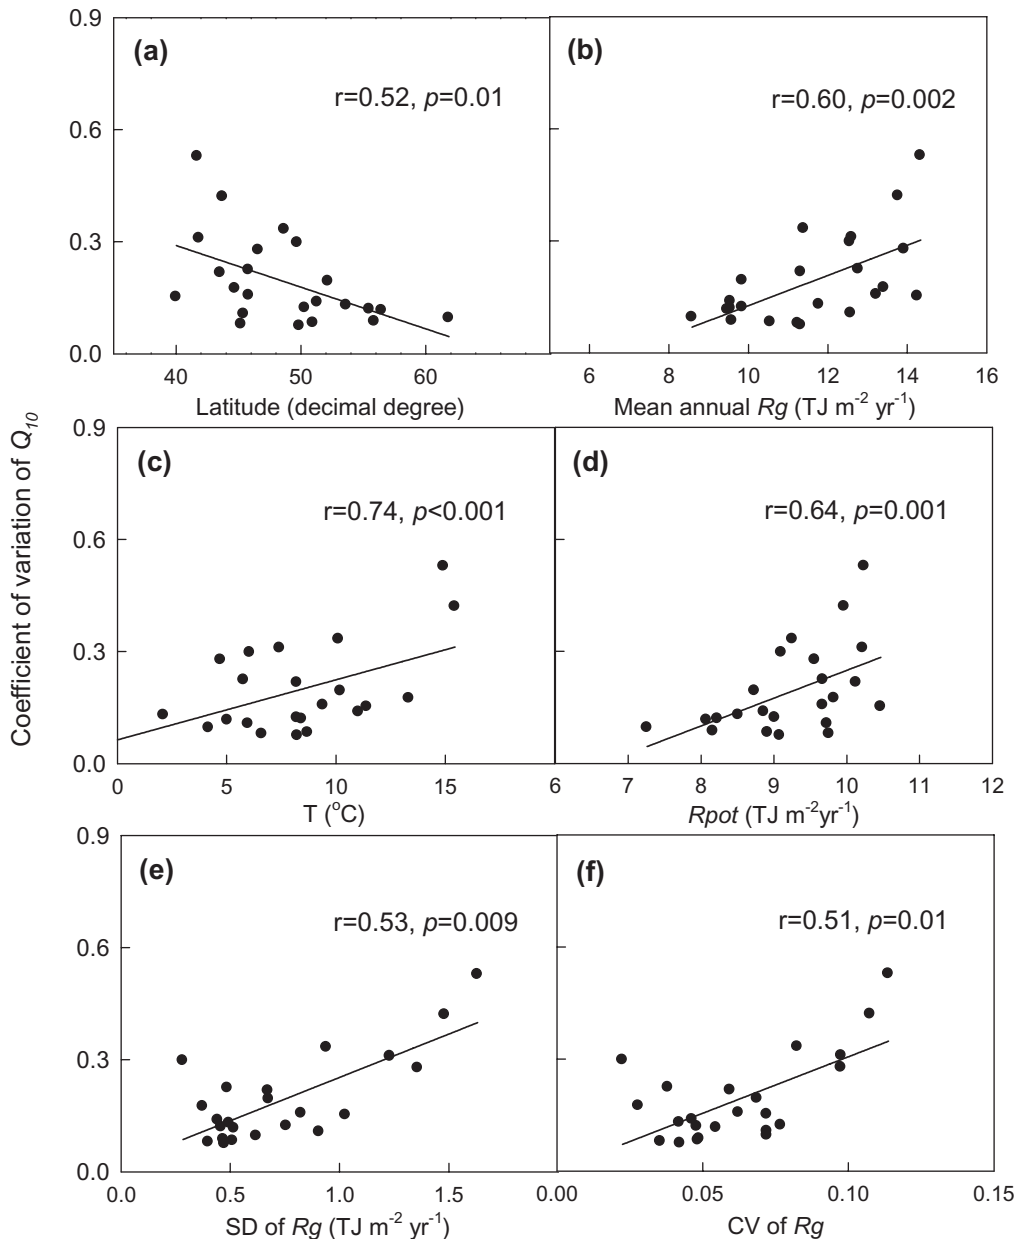 Coefficient of variation of Q10
0.9
0.6
0.3
0.0
(a)
r=0.52, p=0.01
40 50 60
Latitude (decimal degree)
(b)
r=0.60, p=0.002
6 8 10 12 14 16
Mean annual Rg (TJ m-2 yr-1)
0.9
0.6
0.3
0.0
(c)
r=0.74, p<0.001
0 5 10 15
T (oC)
(d)
r=0.64, p=0.001
6 7 8 9 10 11 12
Rpot (TJ m-2yr-1)
0.9
0.6
0.3
0.0
(e)
r=0.53, p=0.009
0.0 0.5 1.0 1.5
SD of Rg (TJ m-2 yr-1)
(f)
r=0.51, p=0.01
0.00 0.05 0.10 0.15
CV of Rg